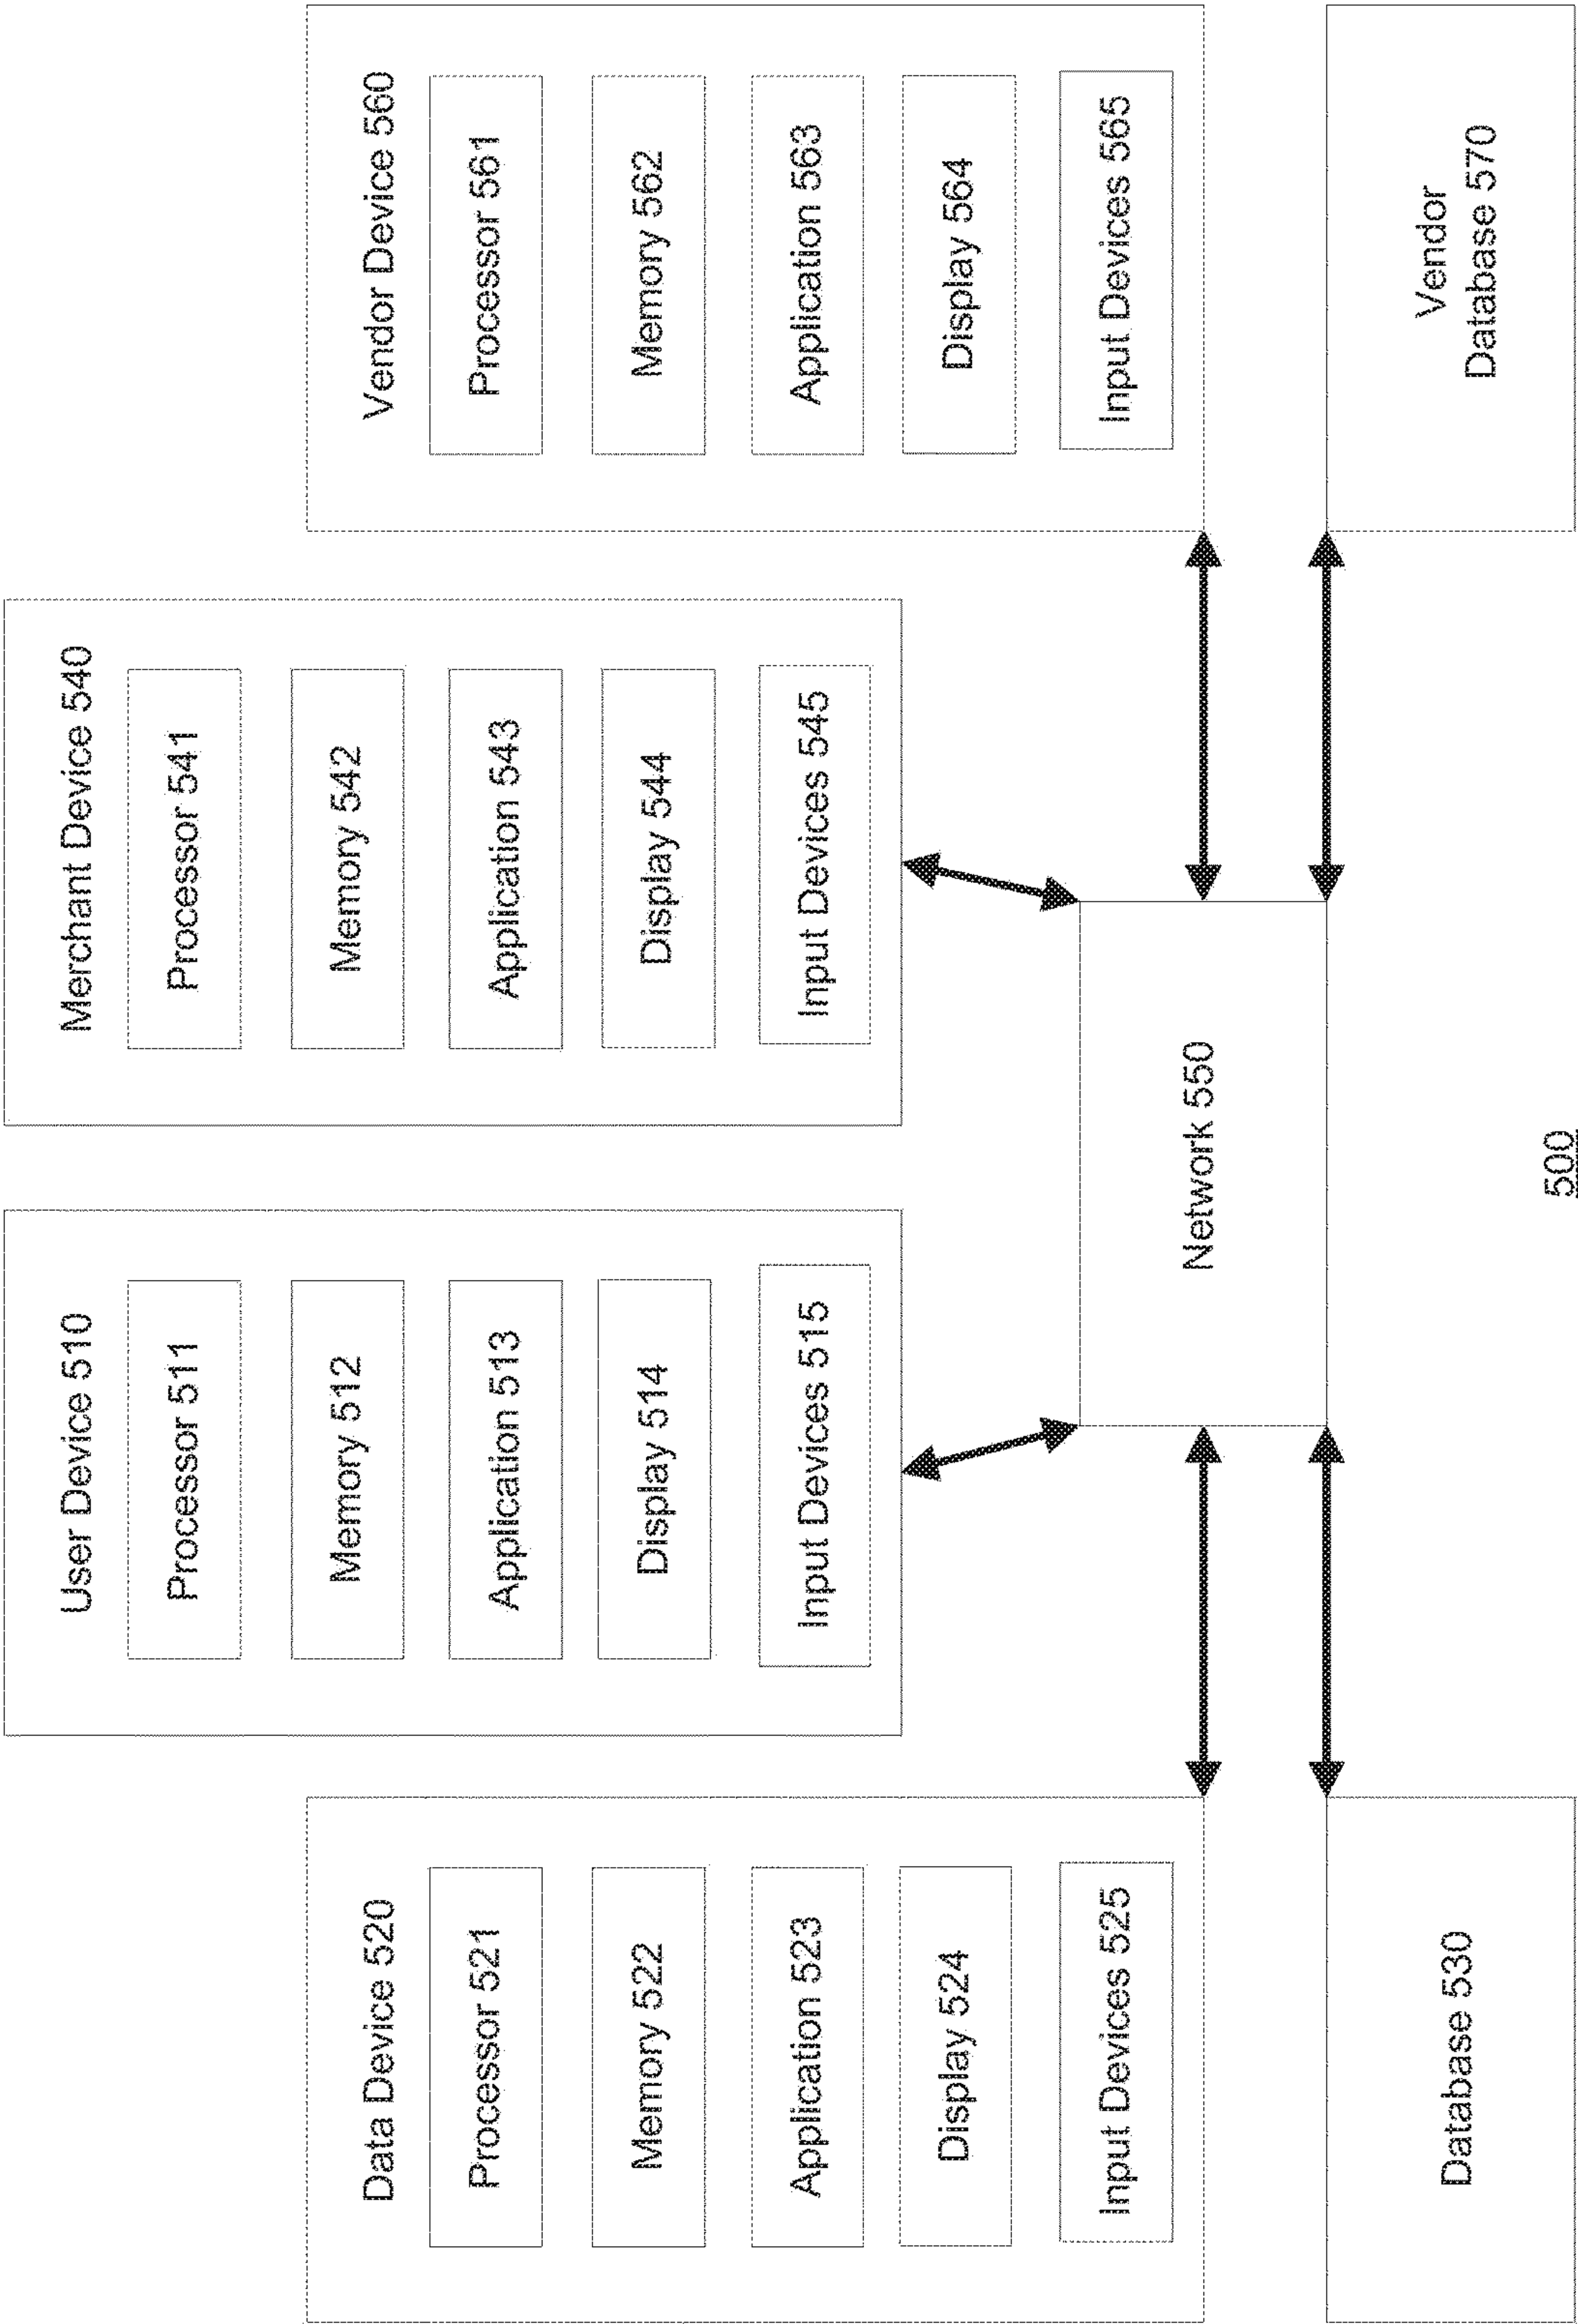 Data Device 520
Processor 521
Memory 522
Application 523
Display 524
Input Devices 525
Database 530
User Device 510
Processor 511
Memory 512
Application 513
Display 514
Input Devices 515
Merchant Device 540
Processor 541
Memory 542
Application 543
Display 544
Input Devices 545
Network 550
Vendor Device 560
Processor 561
Memory 562
Application 563
Display 564
Input Devices 565
Vendor
Database 570
500